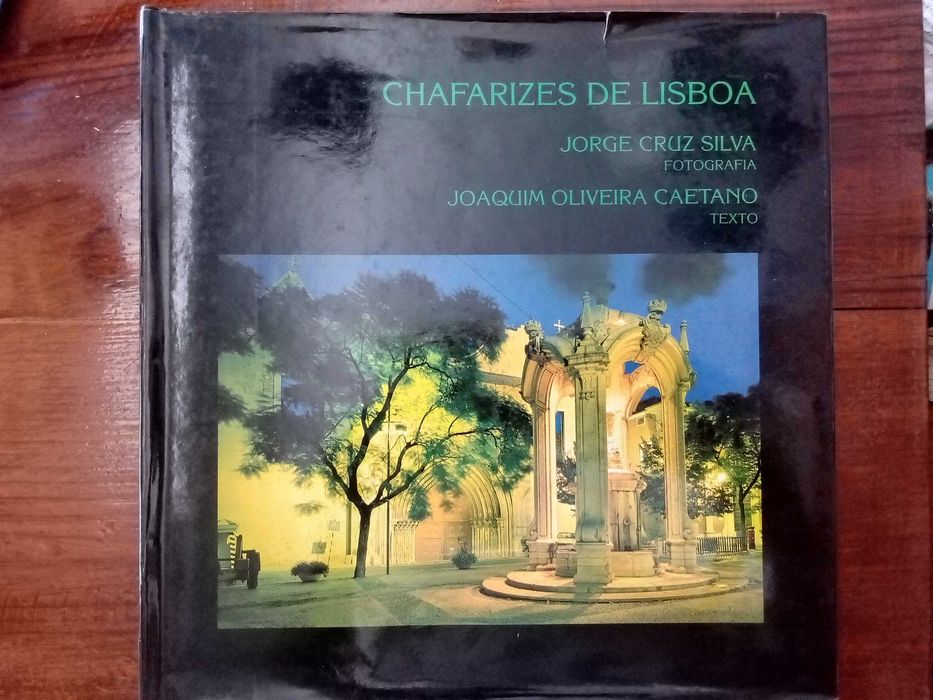 CHAFARIZES DE LISBOA
JORGE CRUZ SILVA
FOTOGRAFIA
JOAQUIM OLIVEIRA CAETANO
TEXTO